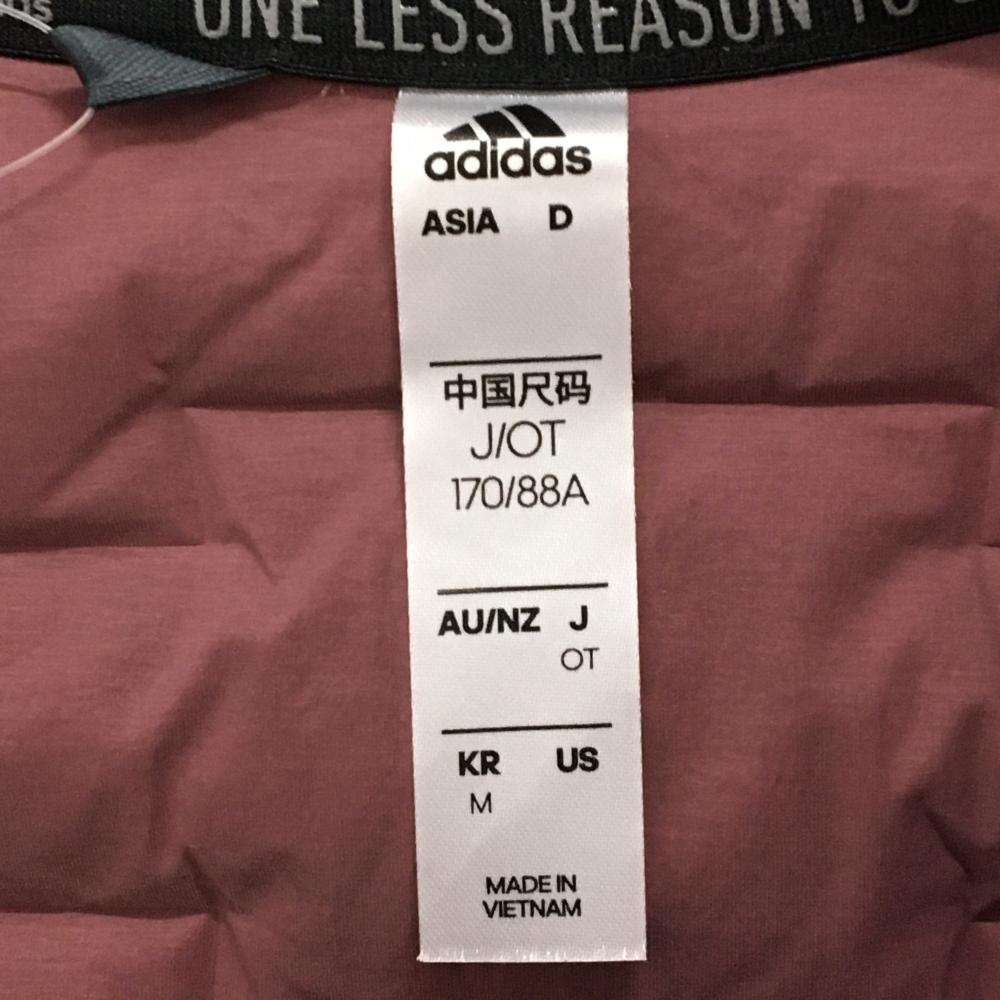 ONE LESS REASON TO
adidas
ASIA D
中国尺码
J/OT
170/88A
AU/NZ J
OT
KR US
M
MADE IN
VIETNAM